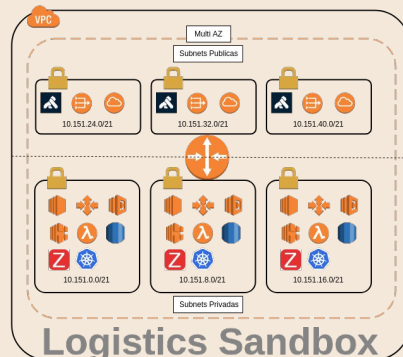 VPC
Multi AZ
Subnets Publicas
10.151.24.0/21
10.151.32.0/21
10.151.40.0/21
Z
Z
Z
10.151.0.0/21
10.151.8.0/21
10.151.16.0/21
Subnets Privadas
Logistics Sandbox